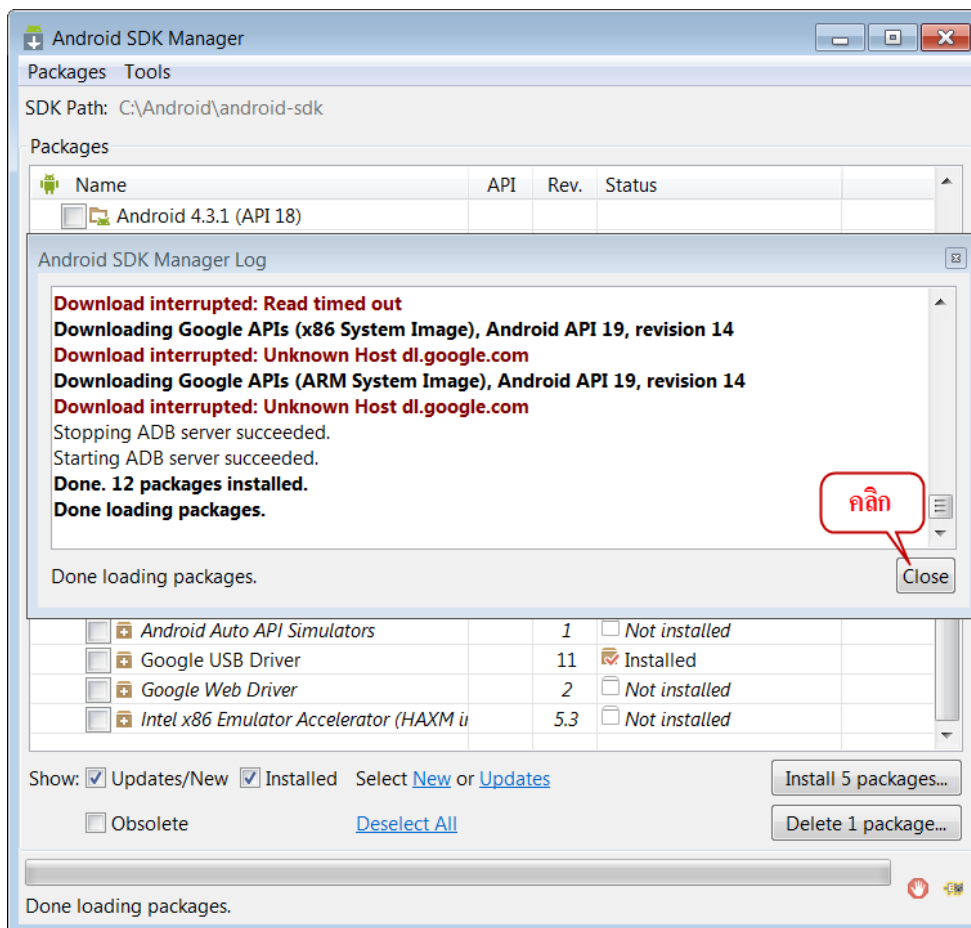 Android SDK Manager
Packages Tools
SDK Path: C:\Android\android-sdk
Packages
Name API Rev. Status
Android 4.3.1 (API 18)
Android SDK Manager Log
Download interrupted: Read timed out
Downloading Google APIs (x86 System Image), Android API 19, revision 14
Download interrupted: Unknown Host dl.google.com
Downloading Google APIs (ARM System Image), Android API 19, revision 14
Download interrupted: Unknown Host dl.google.com
Stopping ADB server succeeded.
Starting ADB server succeeded.
Done. 12 packages installed.
Done loading packages.
คลิก
Done loading packages. Close
Android Auto API Simulators 1 Not installed
Google USB Driver 11 Installed
Google Web Driver 2 Not installed
Intel x86 Emulator Accelerator (HAXM 5.3 Not installed
Show: Updates/New Installed Select New or Updates Install 5 packages...
Obsolete Deselect All Delete 1 package...
Done loading packages.